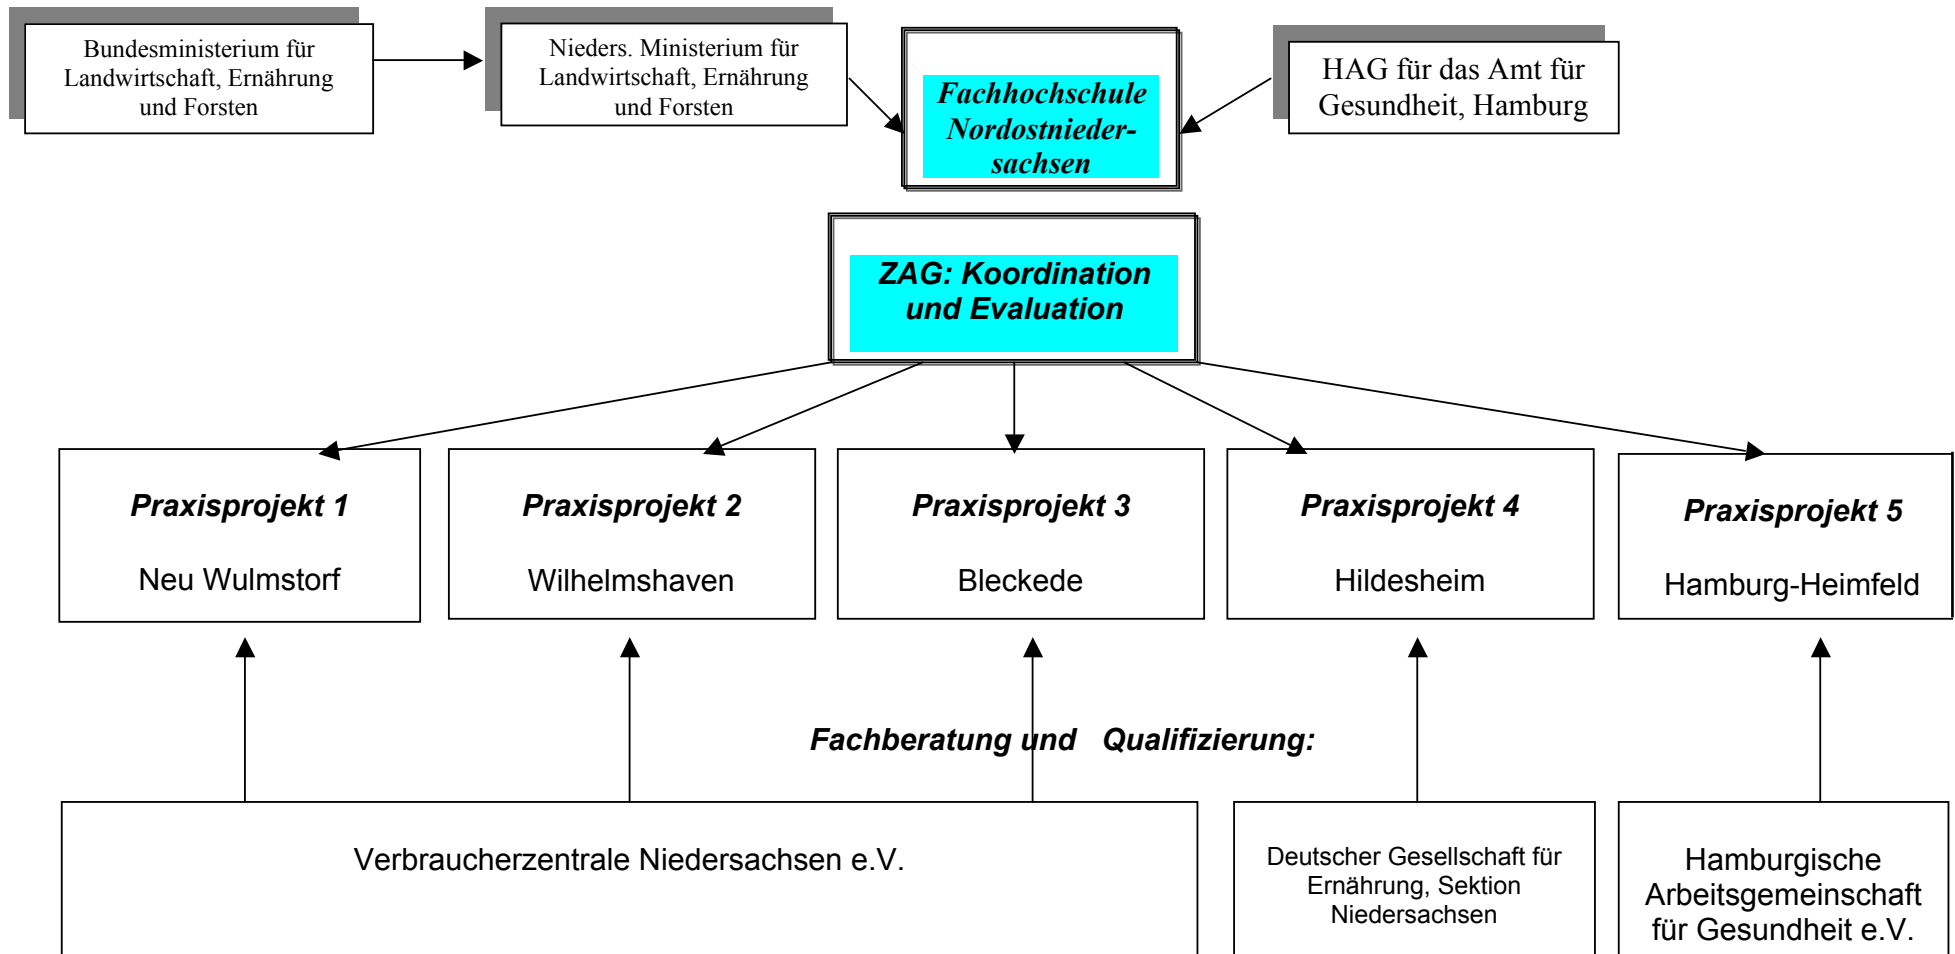 Bundesministerium für
Landwirtschaft, Ernährung
und Forsten
Nieders. Ministerium für
Landwirtschaft, Ernährung
und Forsten
Fachhochschule
Nordostnieder-
sachsen
HAG für das Amt für
Gesundheit, Hamburg
ZAG: Koordination
und Evaluation
Praxisprojekt 1
Neu Wulmstorf
Praxisprojekt 2
Wilhelmshaven
Praxisprojekt 3
Bleckede
Praxisprojekt 4
Hildesheim
Praxisprojekt 5
Hamburg-Heimfeld
Fachberatung und Qualifizierung:
Verbraucherzentrale Niedersachsen e.V.
Deutscher Gesellschaft für
Ernährung, Sektion
Niedersachsen
Hamburgische
Arbeitsgemeinschaft
für Gesundheit e.V.